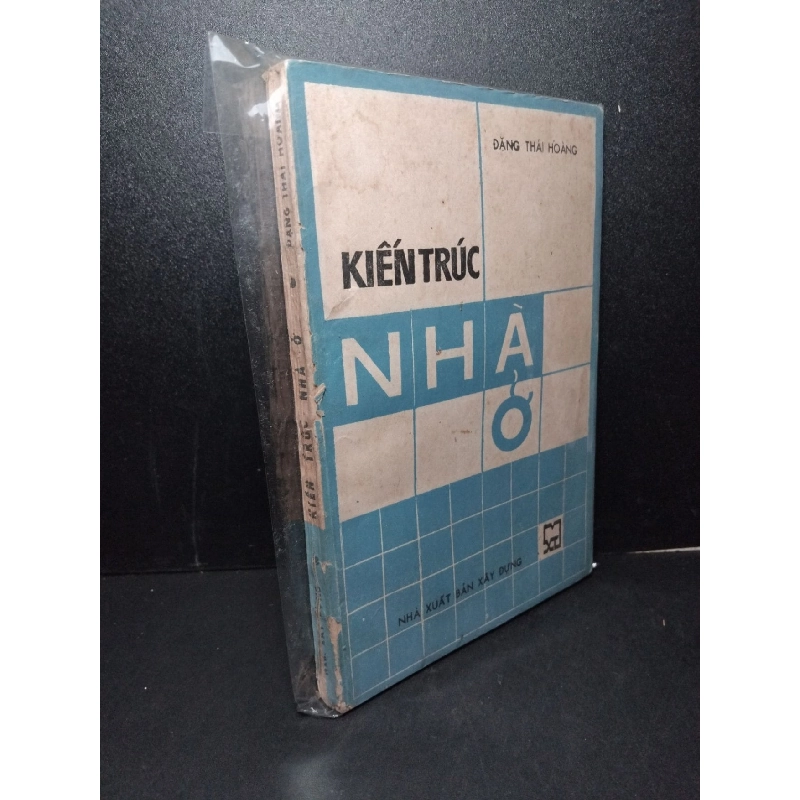 ĐẶNG THÁI HOÀNG
KIẾN TRÚC
NHÀ
Ở
NHÀ XUẤT BẢN XÂY DỰNG
ĐẶNG THÁI HOÀNG
KIẾN TRÚC NHÀ Ở